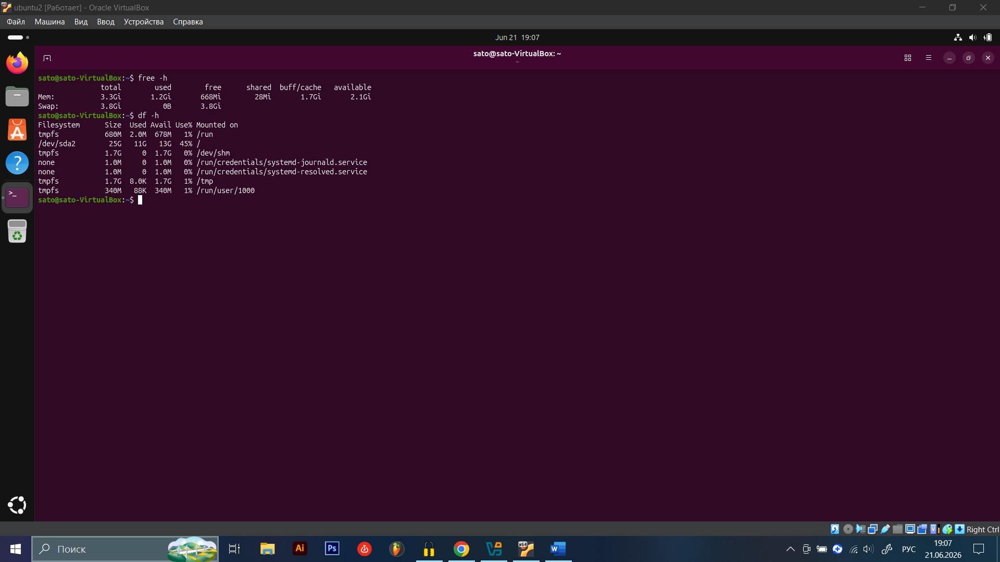 ubuntu2 [Работает] - Oracle VirtualBox
Файл Машина Вид Ввод Устройства Справка
Jun 21 19:07
sato@sato-VirtualBox: ~
~
sato@sato-VirtualBox:~$ free -h
total used free shared buff/cache available
Mem: 3.3Gi 1.2Gi 668Mi 28Mi 1.7Gi 2.1Gi
Swap: 3.8Gi 0B 3.8Gi
sato@sato-VirtualBox:~$ df -h
Filesystem Size Used Avail Use% Mounted on
tmpfs 680M 2.0M 678M 1% /run
/dev/sda2 25G 11G 13G 45% /
tmpfs 1.7G 0 1.7G 0% /dev/shm
none 1.0M 0 1.0M 0% /run/credentials/systemd-journald.service
none 1.0M 0 1.0M 0% /run/credentials/systemd-resolved.service
tmpfs 1.7G 8.0K 1.7G 1% /tmp
tmpfs 340M 88K 340M 1% /run/user/1000
sato@sato-VirtualBox:~$
Right Ctrl
Поиск
Ai
Ps
x64
W
РУС
19:07
21.06.2026